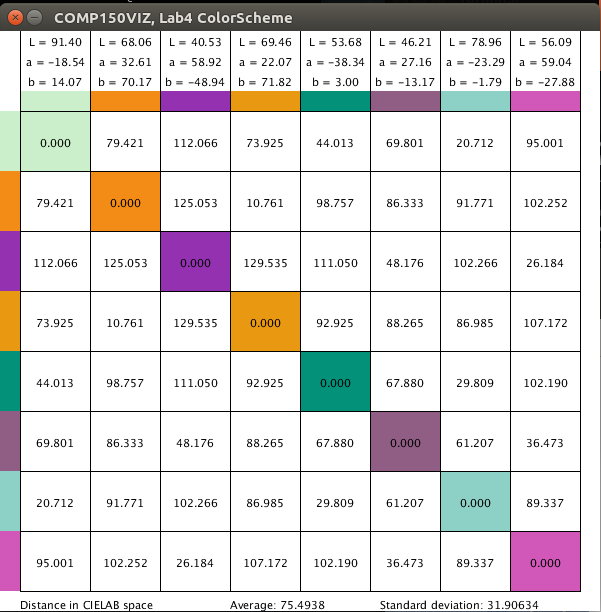 COMP150VIZ, Lab4 ColorScheme
L = 91.40 L = 68.06 L = 40.53 L = 69.46 L = 53.68 L = 46.21 L = 78.96 L = 56.09
a = -18.54 a = 32.61 a = 58.92 a = 22.07 a = -38.34 a = 27.16 a = -23.29 a = 59.04
b = 14.07 b = 70.17 b = -48.94 b = 71.82 b = 3.00 b = -13.17 b = -1.79 b = -27.88
0.000 79.421 112.066 73.925 44.013 69.801 20.712 95.001
79.421 0.000 125.053 10.761 98.757 86.333 91.771 102.252
112.066 125.053 0.000 129.535 111.050 48.176 102.266 26.184
73.925 10.761 129.535 0.000 92.925 88.265 86.985 107.172
44.013 98.757 111.050 92.925 0.000 67.880 29.809 102.190
69.801 86.333 48.176 88.265 67.880 0.000 61.207 36.473
20.712 91.771 102.266 86.985 29.809 61.207 0.000 89.337
95.001 102.252 26.184 107.172 102.190 36.473 89.337 0.000
Distance in CIELAB space Average: 75.4938 Standard deviation: 31.90634